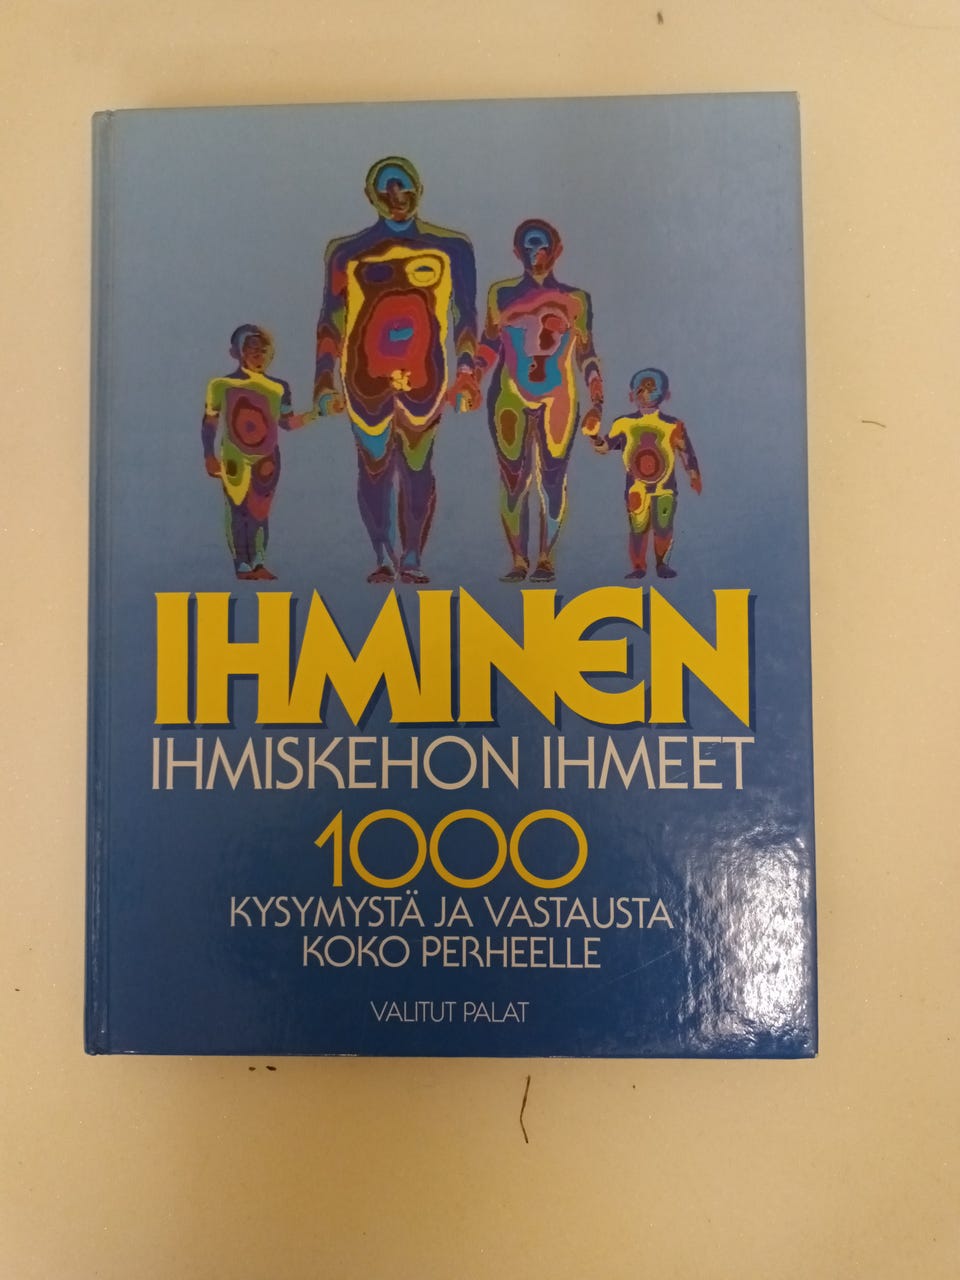 IHMINEN
IHMISKEHON IHMEET
1000
KYSYMYSTÄ JA VASTAUSTA
KOKO PERHEELLE
VALITUT PALAT